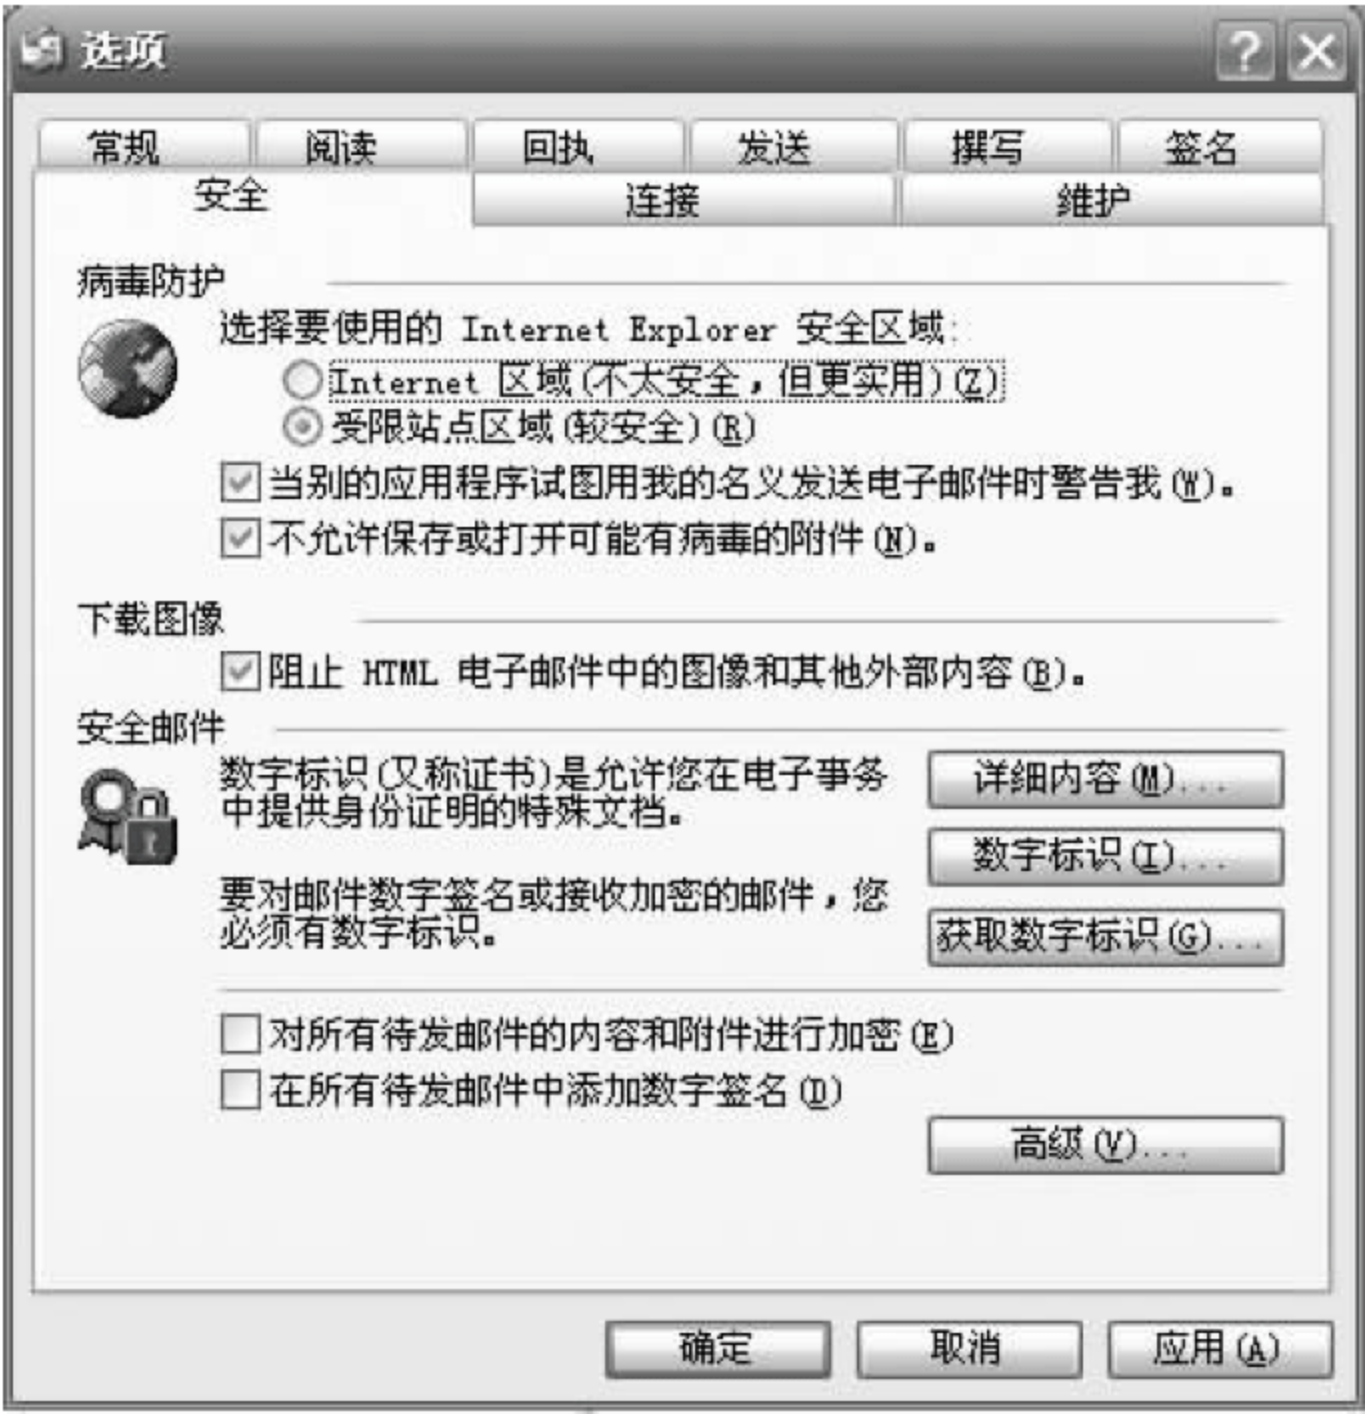 选项
常规 阅读 回执 发送 撰写 签名
安全 连接 维护
病毒防护
选择要使用的 Internet Explorer 安全区域:
Internet 区域(不太安全，但更实用)(Z)
受限站点区域(较安全)(R)
当别的应用程序试图用我的名义发送电子邮件时警告我(W)。
不允许保存或打开可能有病毒的附件(N)。
下载图像
阻止 HTML 电子邮件中的图像和其他外部内容(B)。
安全邮件
数字标识(又称证书)是允许您在电子事务
中提供身份证明的特殊文档。
详细内容(M)...
数字标识(I)...
要对邮件数字签名或接收加密的邮件，您
必须有数字标识。
获取数字标识(G)...
对所有待发邮件的内容和附件进行加密(E)
在所有待发邮件中添加数字签名(D)
高级(V)...
确定 取消 应用(A)